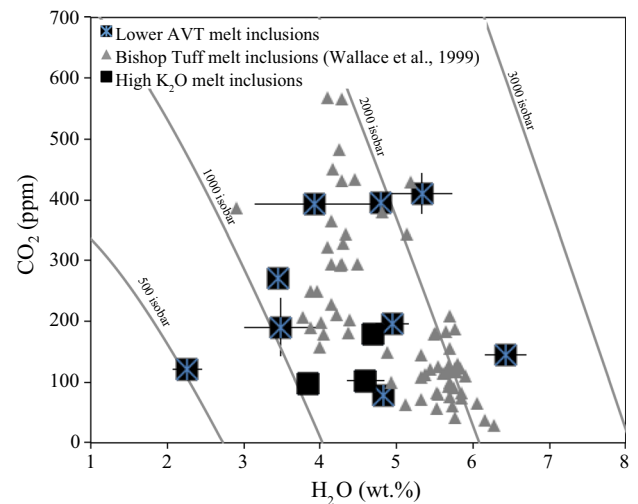 700
600
500
400
300
200
100
0
CO₂ (ppm)
Lower AVT melt inclusions
Bishop Tuff melt inclusions (Wallace et al., 1999)
High K₂O melt inclusions
500 isobar
1000 isobar
2000 isobar
3000 isobar
1 2 3 4 5 6 7 8
H₂O (wt.%)